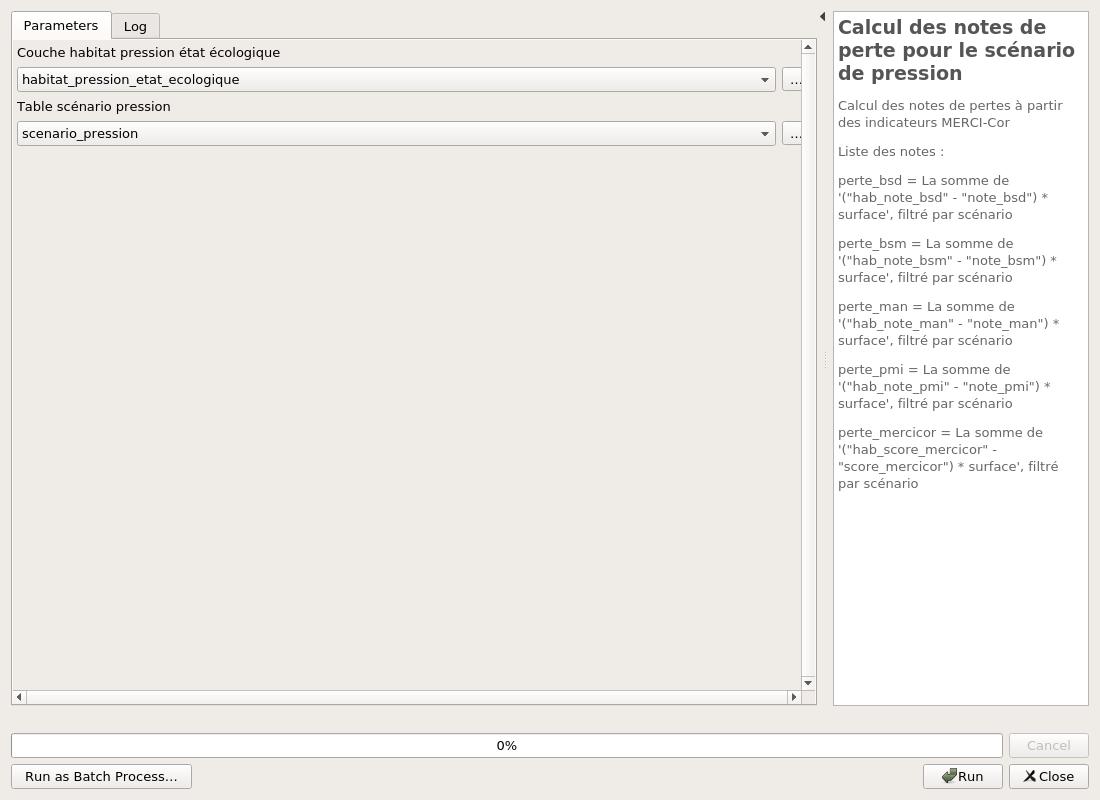 Parameters
Log
Couche habitat pression état écologique
habitat_pression_etat_ecologique
...
Table scénario pression
scenario_pression
...
Calcul des notes de
perte pour le scénario
de pression
Calcul des notes de pertes à partir
des indicateurs MERCI-Cor
Liste des notes :
perte_bsd = La somme de
'("hab_note_bsd" - "note_bsd") *
surface', filtré par scénario
perte_bsm = La somme de
'("hab_note_bsm" - "note_bsm") *
surface', filtré par scénario
perte_man = La somme de
'("hab_note_man" - "note_man") *
surface', filtré par scénario
perte_pmi = La somme de
'("hab_note_pmi" - "note_pmi") *
surface', filtré par scénario
perte_mercicor = La somme de
'("hab_score_mercicor" -
"score_mercicor") * surface', filtré
par scénario
0%
Cancel
Run as Batch Process...
Run
Close